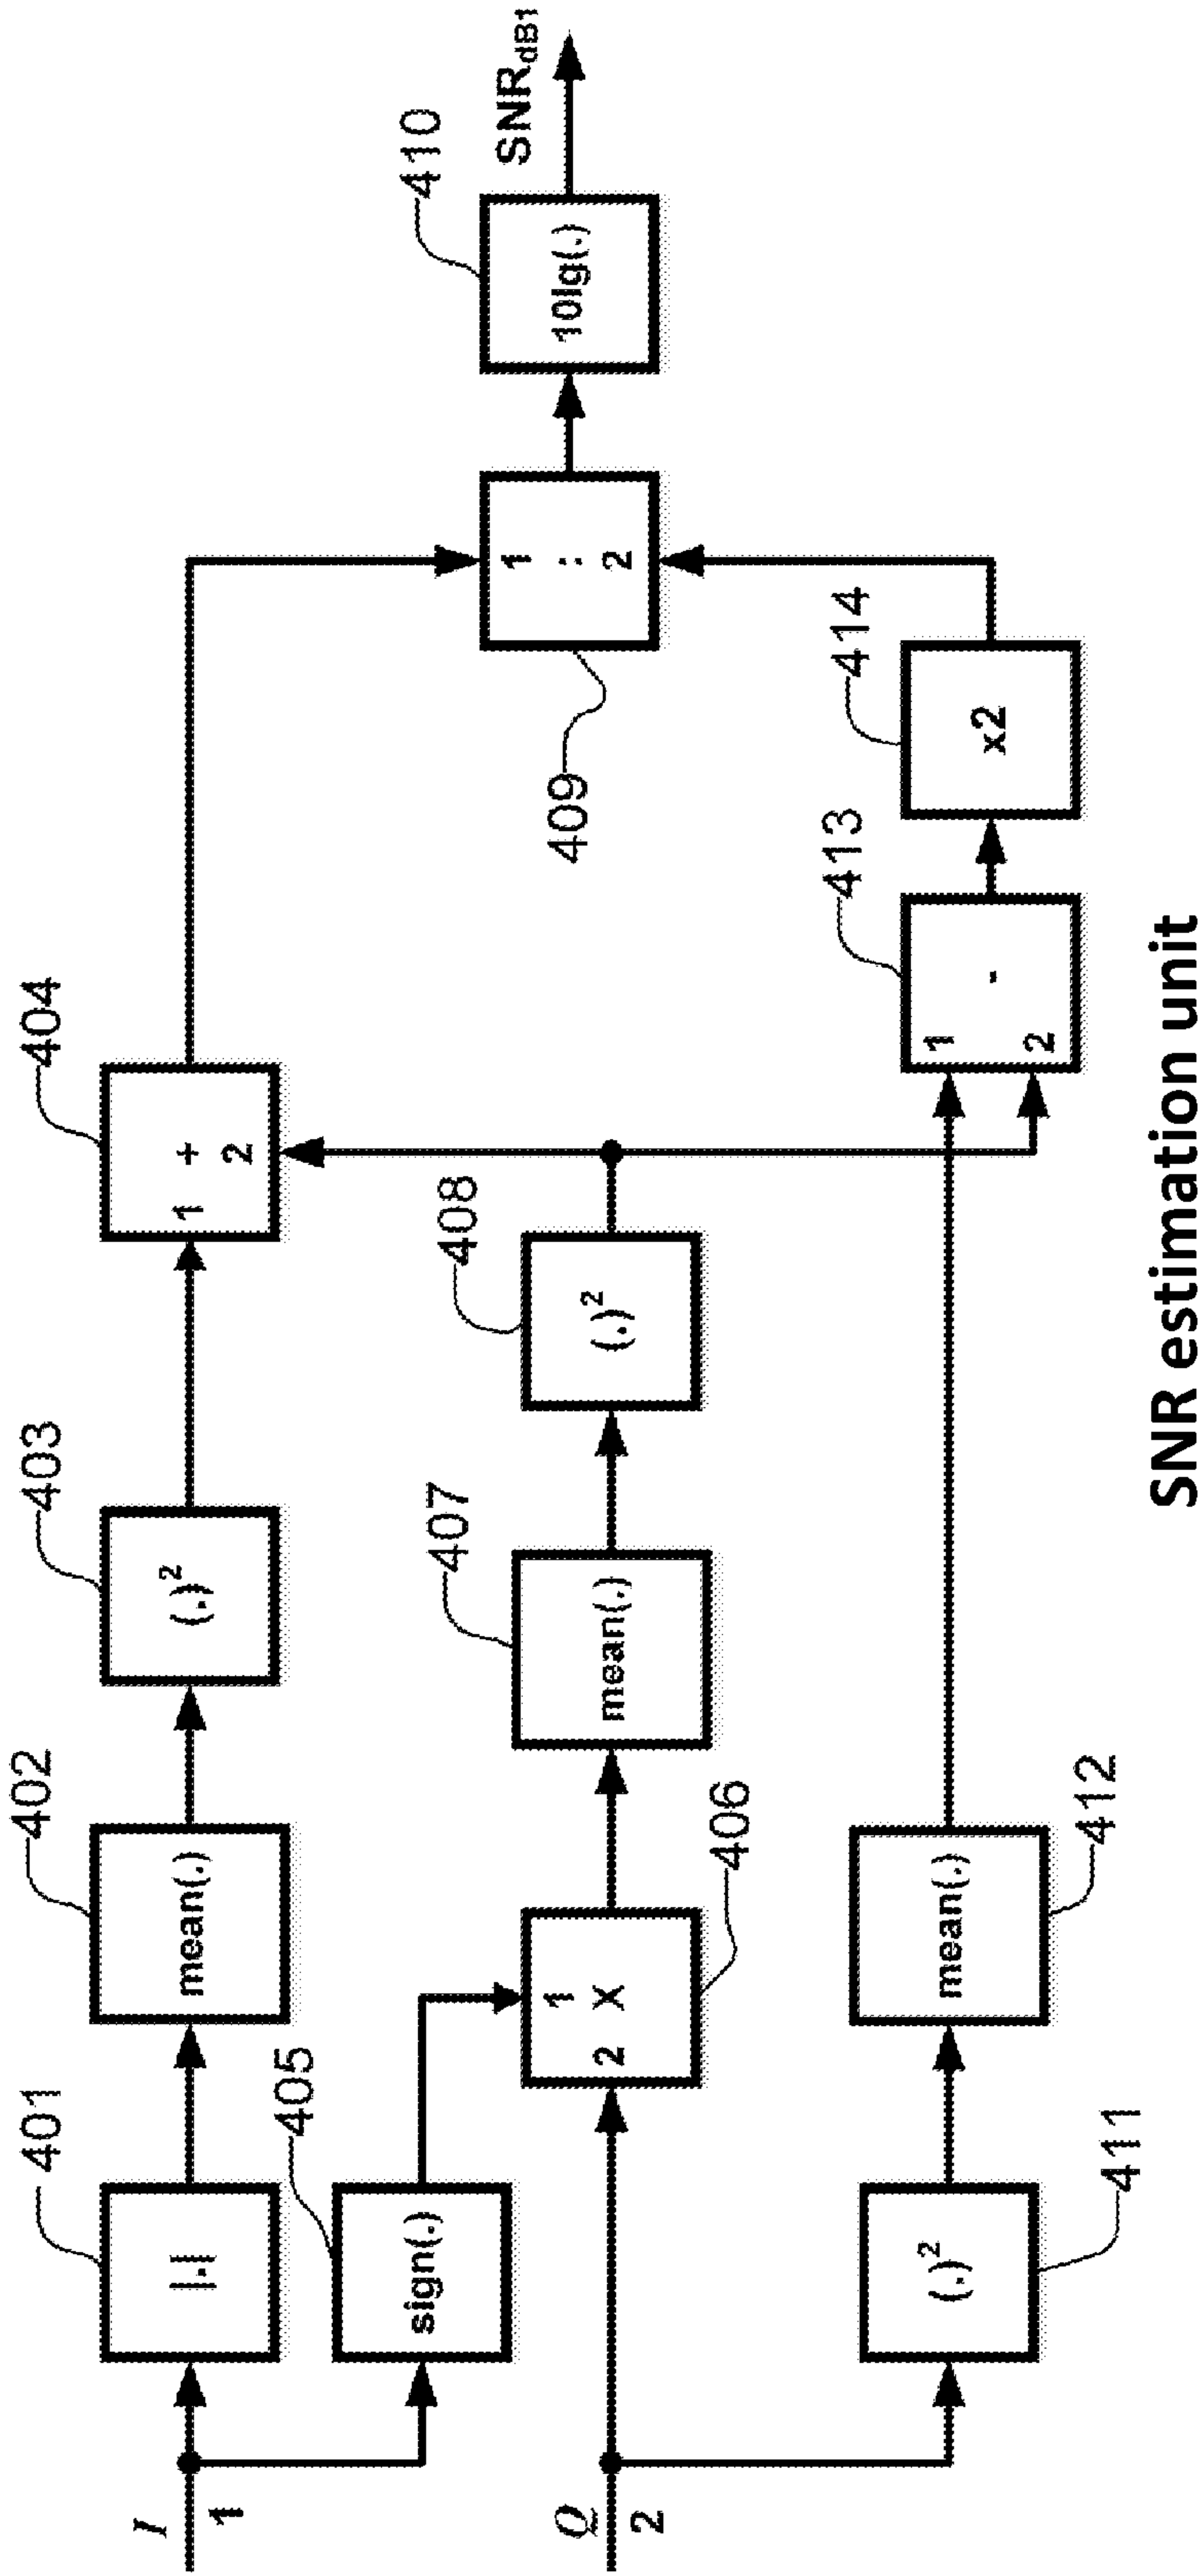 I
1
401
|.|
402
mean(.)
403
(.)²
404
1 + 2
405
sign(.)
Q
2
406
1
2 X
407
mean(.)
408
(.)²
409
1
:
2
410
10lg(.)
SNRdB1
411
(.)²
412
mean(.)
413
1
-
2
414
x2
SNR estimation unit